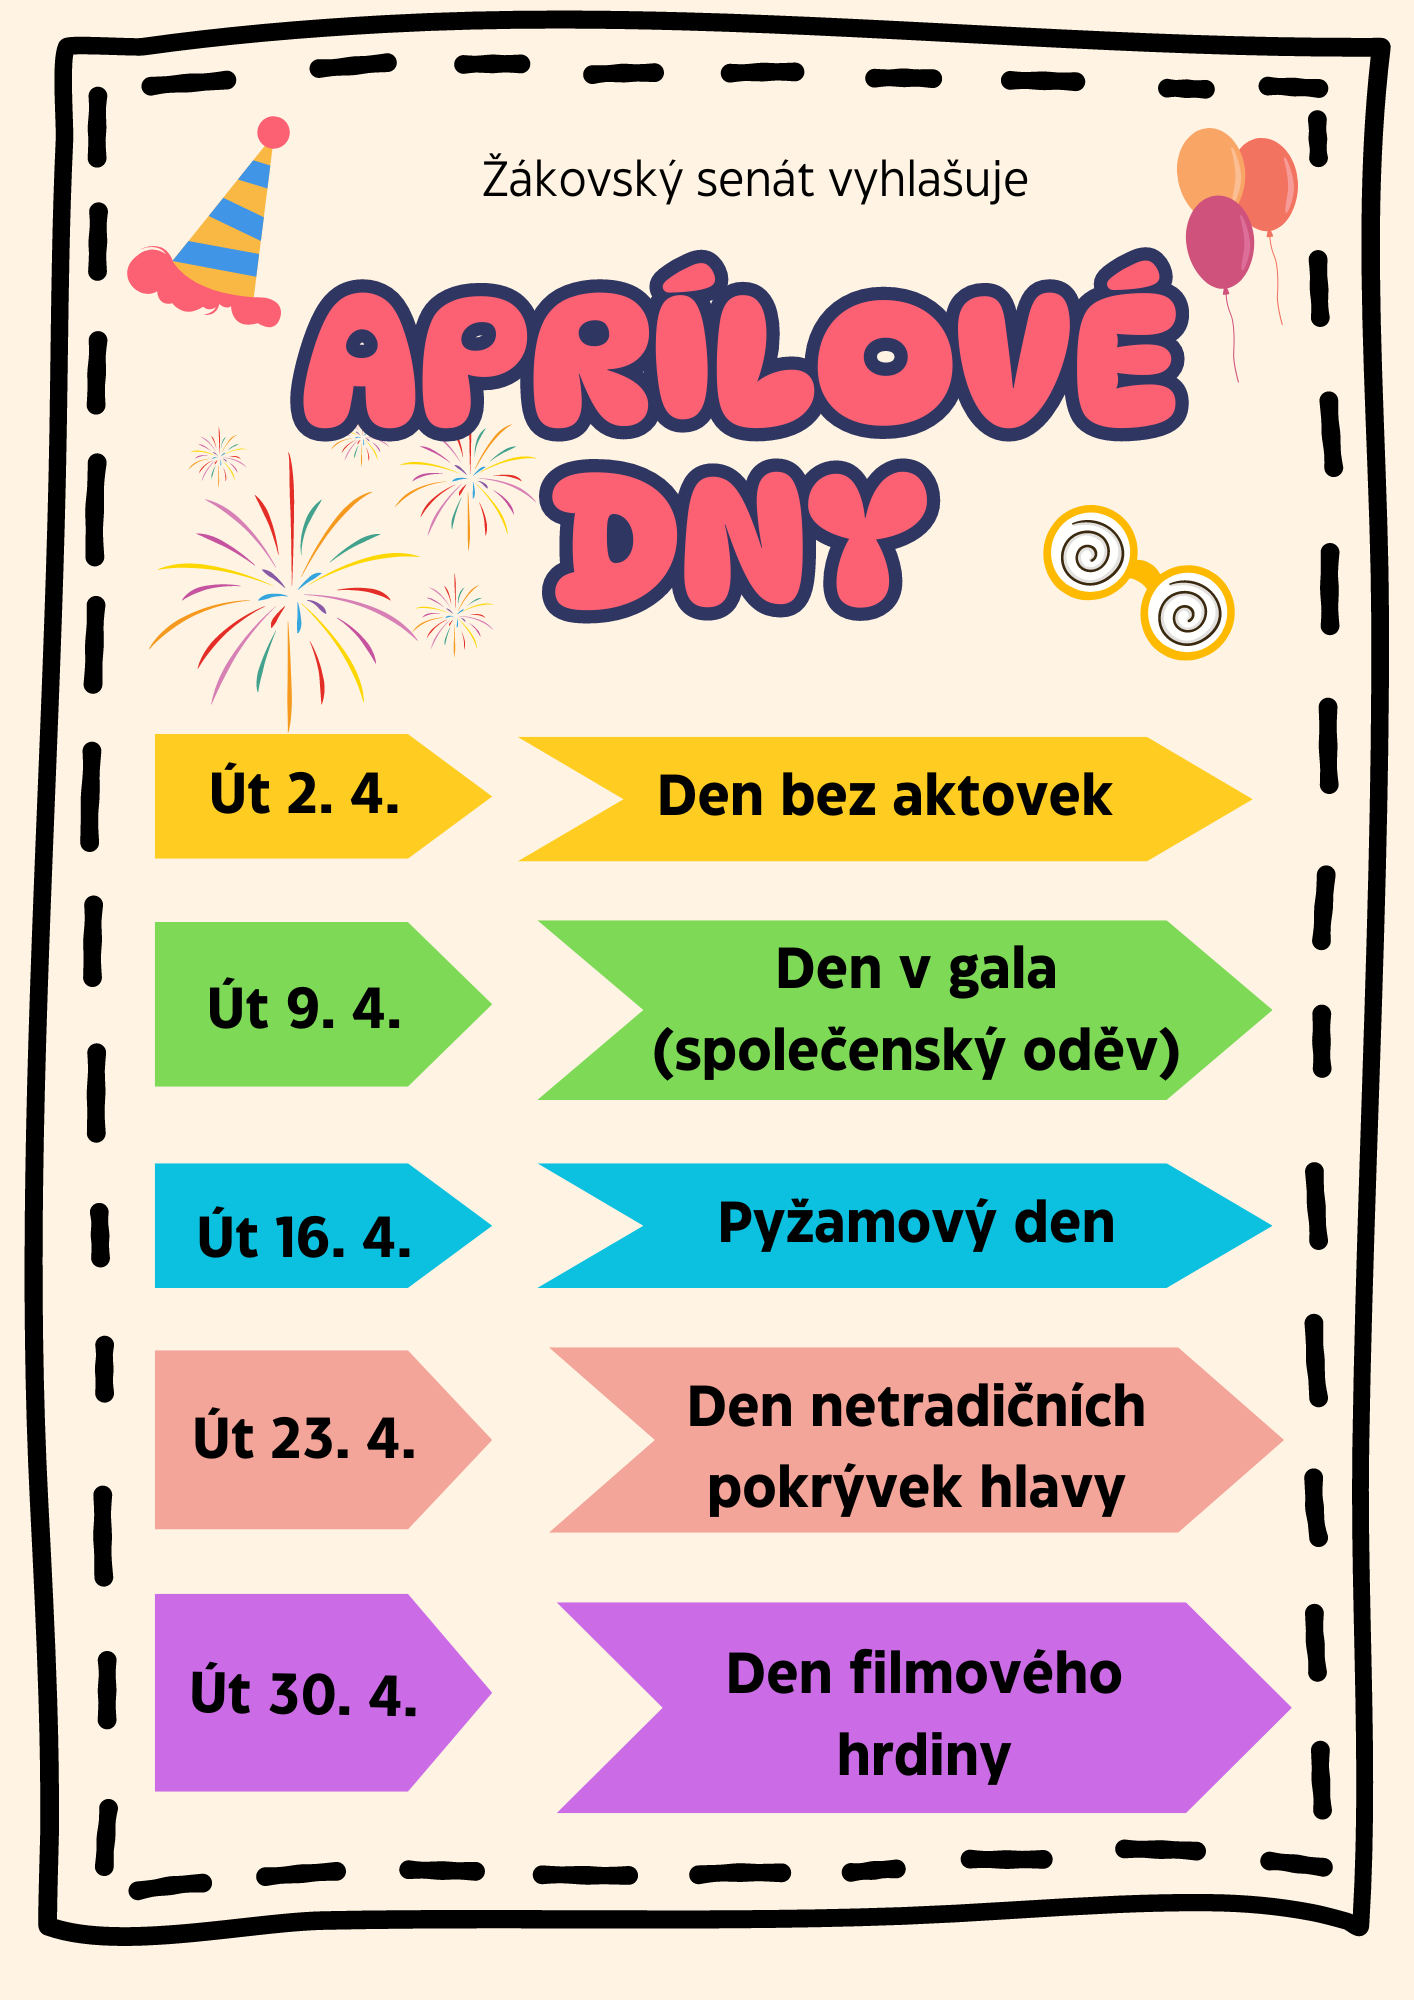 Žákovský senát vyhlašuje
APRÍLOVÉ
DNY
Út 2. 4.
Den bez aktovek
Út 9. 4.
Den v gala
(společenský oděv)
Út 16. 4.
Pyžamový den
Út 23. 4.
Den netradičních
pokrývek hlavy
Út 30. 4.
Den filmového
hrdiny